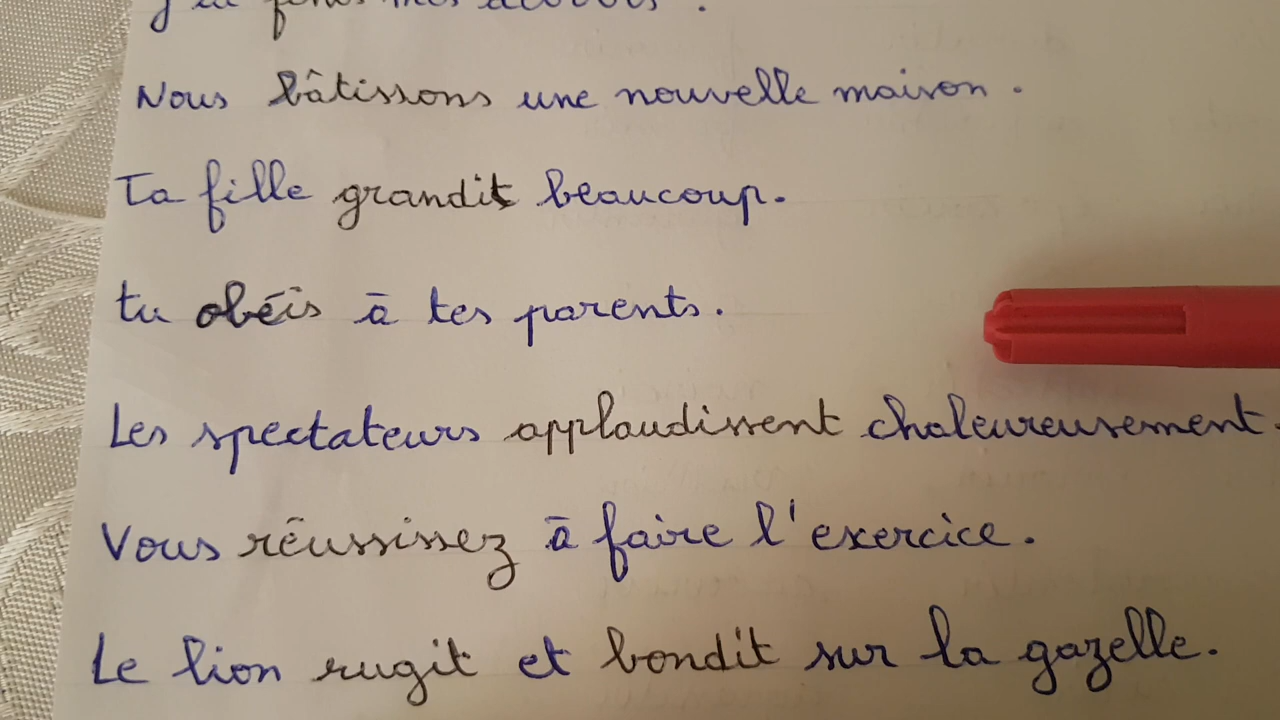 mes
Nous bâtissons une nouvelle maison.
Ta fille grandit beaucoup.
tu obéis à tes parents.
Les spectateurs applaudissent chaleureusement.
Vous réussissez à faire l'exercice.
Le lion rugit et bondit sur la gazelle.